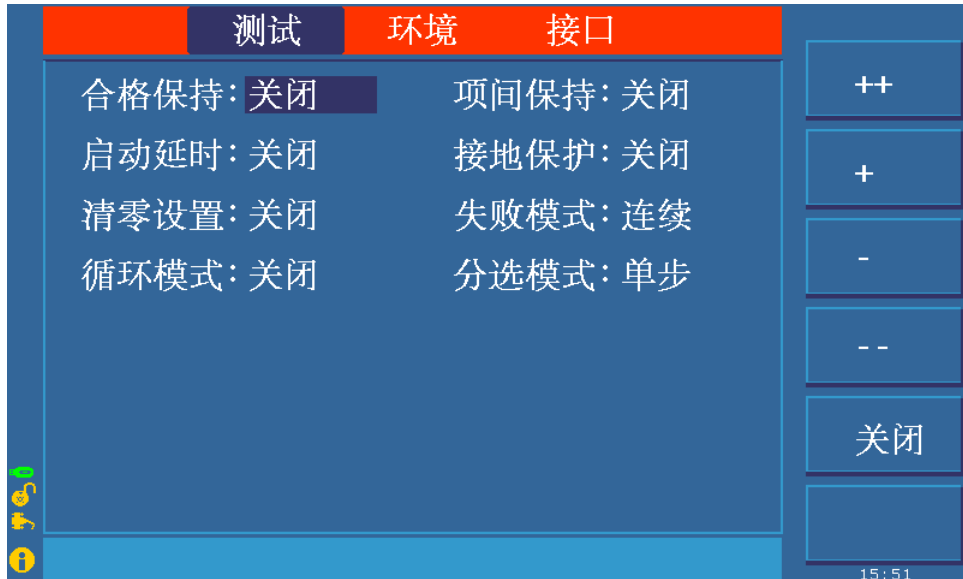 测试 环境 接口
合格保持：关闭 项间保持：关闭
启动延时：关闭 接地保护：关闭
清零设置：关闭 失败模式：连续
循环模式：关闭 分选模式：单步
++
+
-
--
关闭
15:51